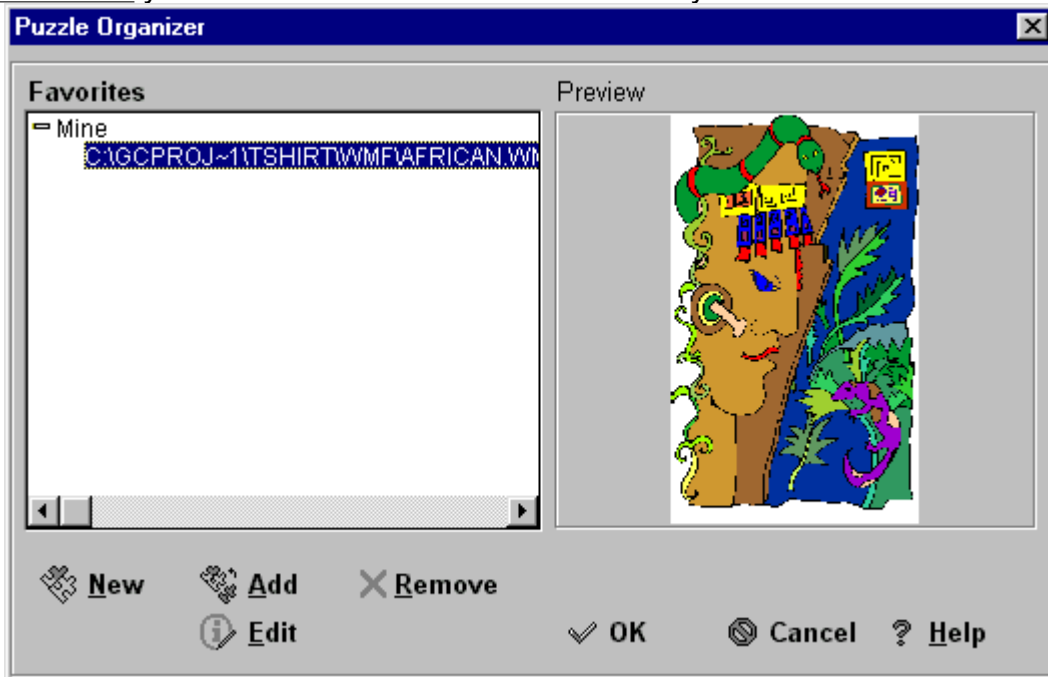 Puzzle Organizer
Favorites
Preview
Mine
C:\GCPROJ~1\TSHIRT\WMF\AFRICAN.WM
New Add Remove
Edit OK Cancel Help